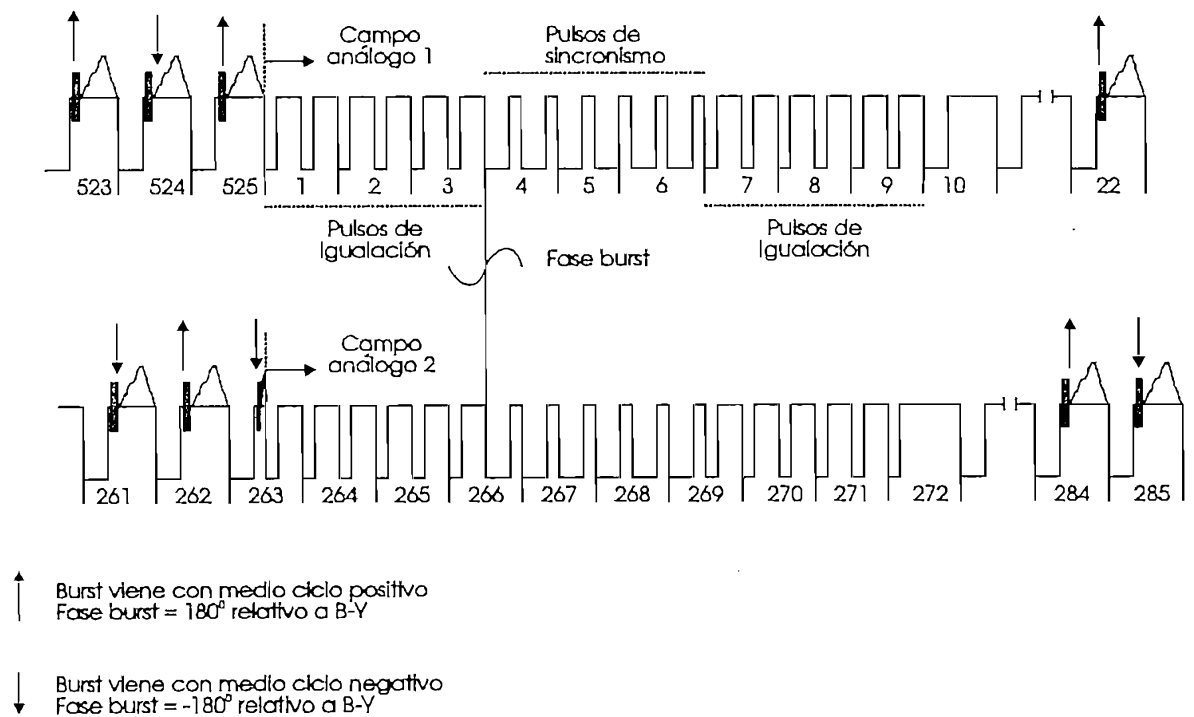 Campo
análogo 1
Pulsos de
sincronismo
523 524 525 1 2 3 4 5 6 7 8 9 10 22
Pulsos de
Igualación
Fase burst
Pulsos de
Igualación
Campo
análogo 2
261 262 263 264 265 266 267 268 269 270 271 272 284 285
Burst viene con medio ciclo positivo
Fase burst = 180º relativo a B-Y
Burst viene con medio ciclo negativo
Fase burst = -180º relativo a B-Y